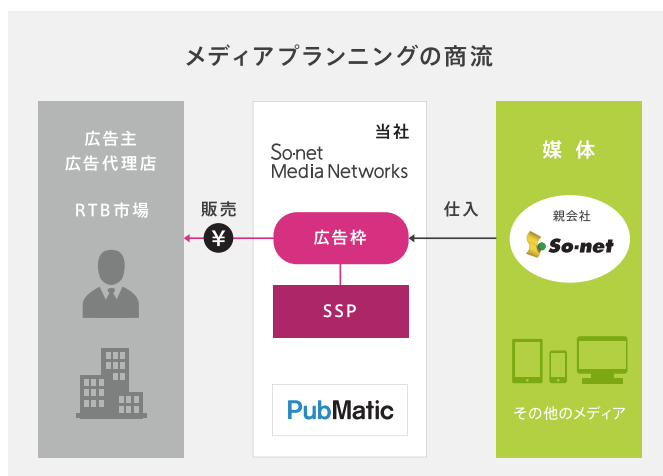 メディアプランニングの商流
広告主
広告代理店
RTB市場
販売
¥
当社
So-net
Media Networks
広告枠
SSP
PubMatic
仕入
媒 体
親会社
So-net
その他のメディア